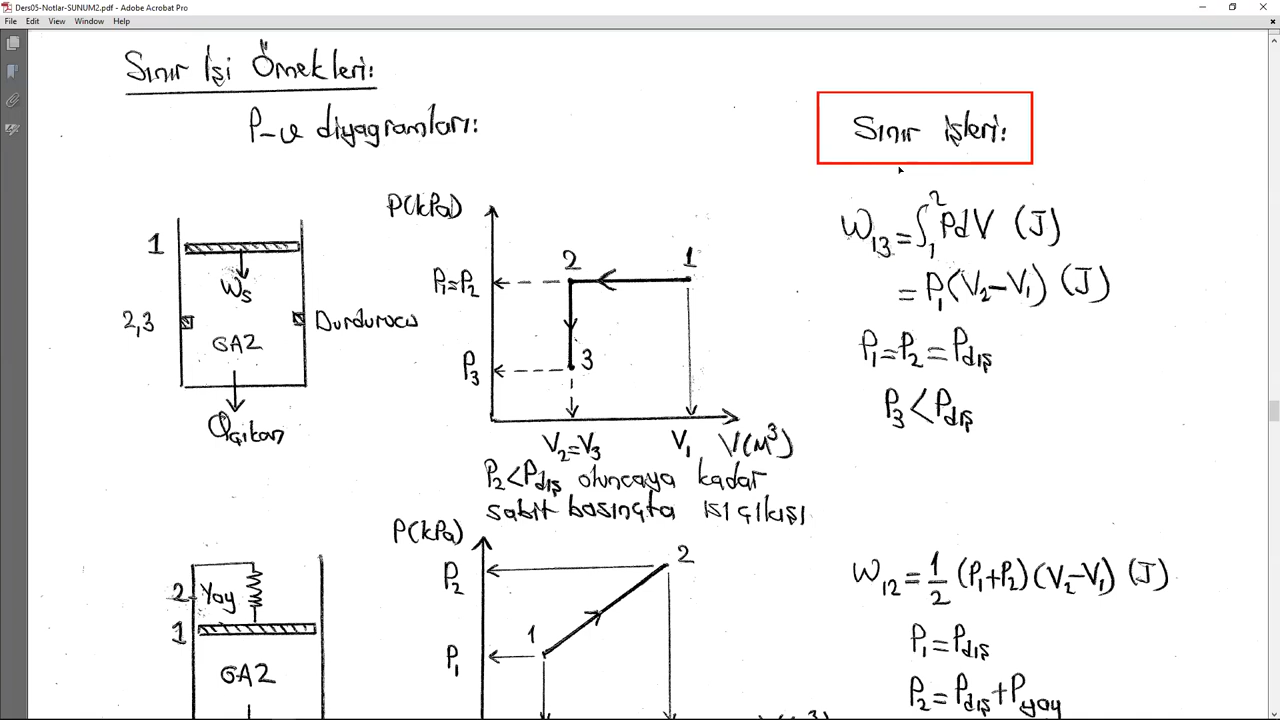 Ders05-Notlar-SUNUM2.pdf - Adobe Acrobat Pro
File Edit View Window Help
Sınır İşi Örnekleri:
P-v diyagramları:
Sınır işleri:
P(kPa)
1
Ws
2,3
GAZ
Durdurucu
Qçıkan
P₁=P₂
2
1
P₃
3
V₂=V₃
V₁
V(m³)
P₂<Pdış oluncaya kadar
sabit basınçta ısı çıkışı
W₁₃=∫₁² PdV (J)
=P₁(V₂-V₁) (J)
P₁=P₂=Pdış
P₃<Pdış
P(kPa)
2
Yay
1
GAZ
P₂
2
P₁
1
W₁₂=1/2 (P₁+P₂)(V₂-V₁) (J)
P₁=Pdış
P₂=Pdış+Pyay